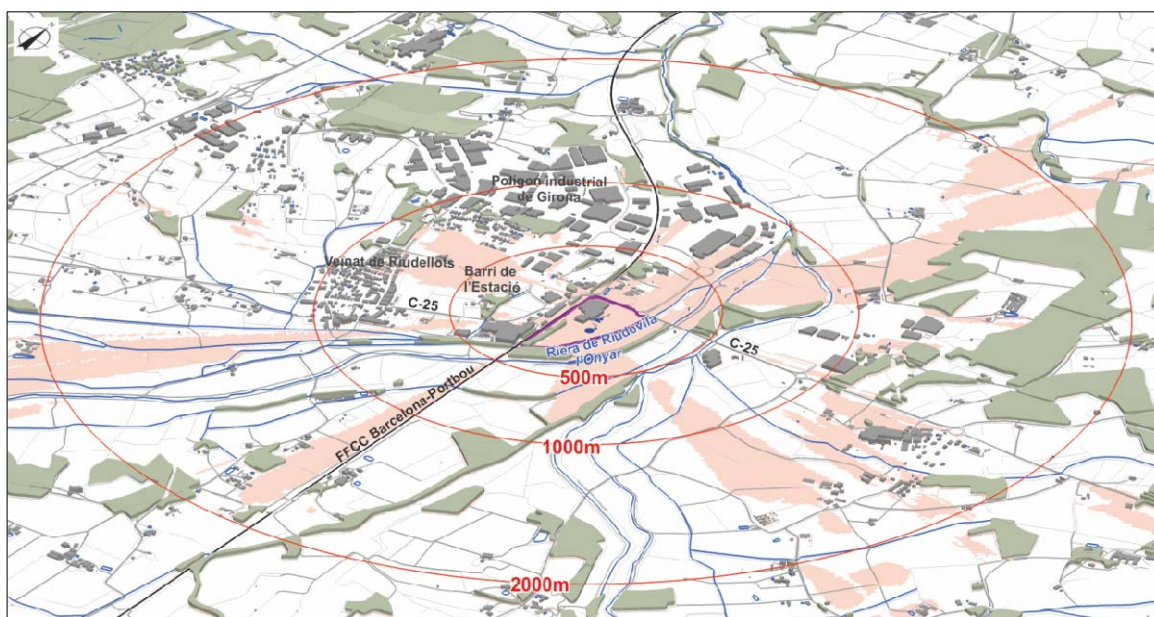 Polígon industrial
de Girona
Veïnat de Riudellots
Barri de
l'Estació
C-25
Riera de Riudovila
l'Onyar
C-25
500m
FFCC Barcelona-Portbou
1000m
2000m